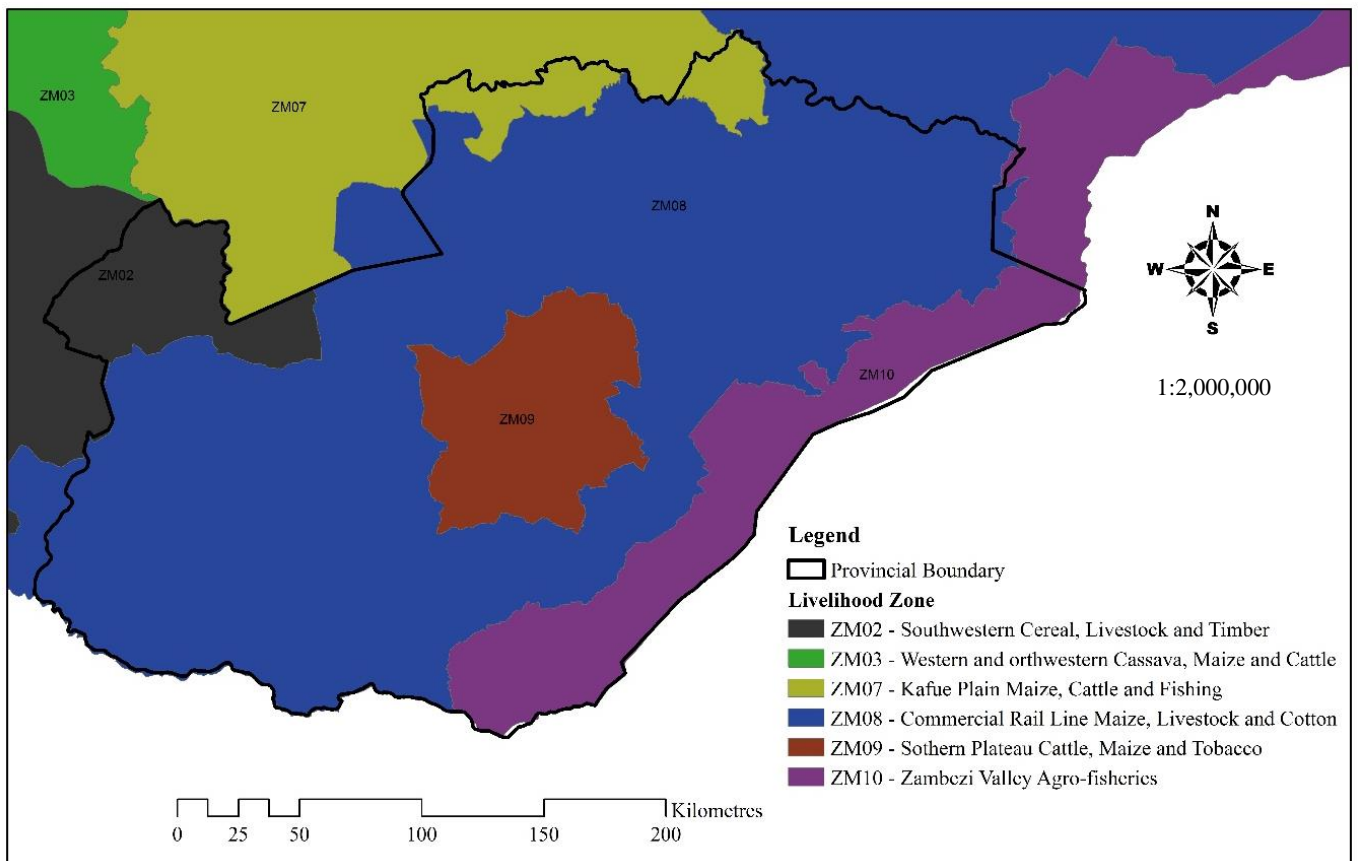 ZM03
ZM07
ZM08
ZM02
ZM10
ZM09
N
W E
S
1:2,000,000
Legend
Provincial Boundary
Livelihood Zone
ZM02 - Southwestern Cereal, Livestock and Timber
ZM03 - Western and orthwestern Cassava, Maize and Cattle
ZM07 - Kafue Plain Maize, Cattle and Fishing
ZM08 - Commercial Rail Line Maize, Livestock and Cotton
ZM09 - Sothern Plateau Cattle, Maize and Tobacco
ZM10 - Zambezi Valley Agro-fisheries
Kilometres
0 25 50 100 150 200